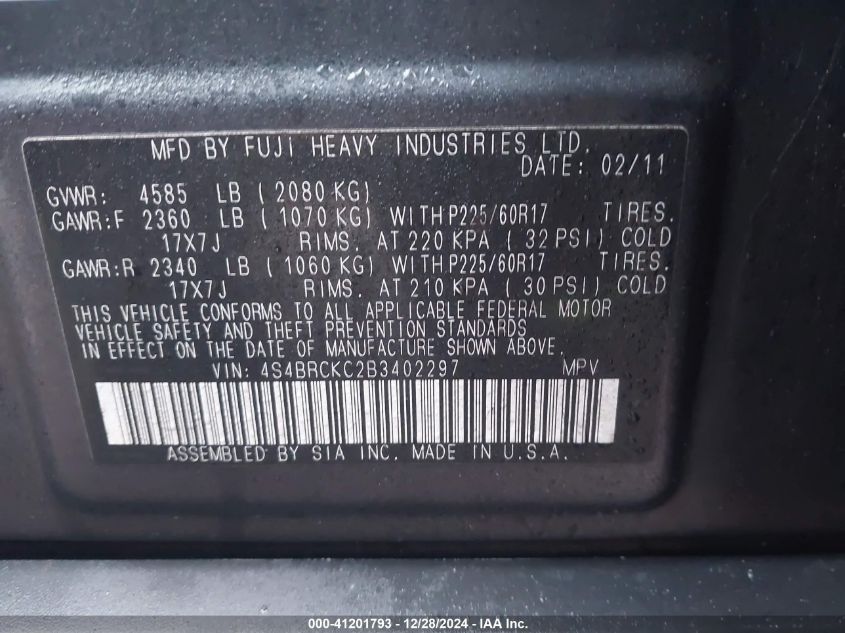 MFD BY FUJI HEAVY INDUSTRIES LTD.
DATE: 02/11
GVWR: 4585 LB ( 2080 KG)
GAWR:F 2360 LB ( 1070 KG) WITH P225/60R17 TIRES.
17X7J RIMS. AT 220 KPA ( 32 PSI) COLD
GAWR:R 2340 LB ( 1060 KG) WITH P225/60R17 TIRES.
17X7J RIMS. AT 210 KPA ( 30 PSI) COLD
THIS VEHICLE CONFORMS TO ALL APPLICABLE FEDERAL MOTOR
VEHICLE SAFETY AND THEFT PREVENTION STANDARDS
IN EFFECT ON THE DATE OF MANUFACTURE SHOWN ABOVE.
VIN: 4S4BRCKC2B3402297 MPV
ASSEMBLED BY SIA INC. MADE IN U.S.A.
000-41201793 - 12/28/2024 - IAA Inc.